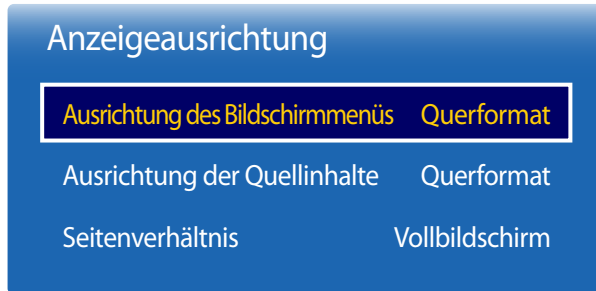 Anzeigeausrichtung
Ausrichtung des Bildschirmmenüs Querformat
Ausrichtung der Quellinhalte Querformat
Seitenverhältnis Vollbildschirm